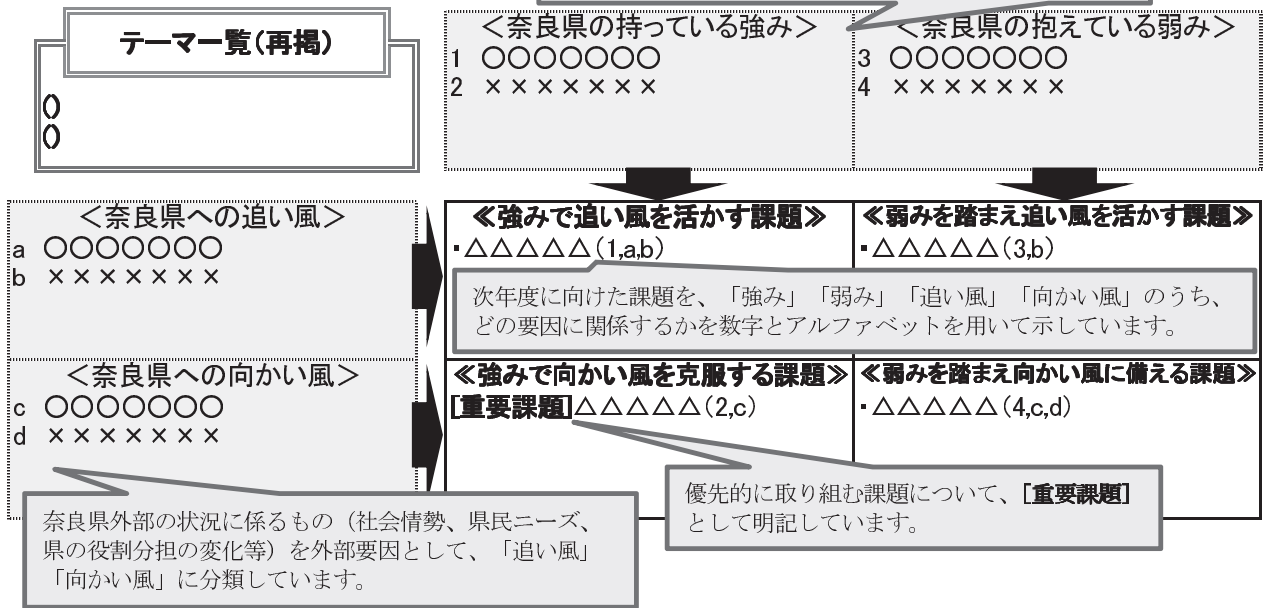 テーマ一覧（再掲）
()
()
＜奈良県の持っている強み＞
1 〇〇〇〇〇〇〇
2 ×××××××
＜奈良県の抱えている弱み＞
3 〇〇〇〇〇〇〇
4 ×××××××
＜奈良県への追い風＞
a 〇〇〇〇〇〇〇
b ×××××××
≪強みで追い風を活かす課題≫
・△△△△△(1,a,b)
≪弱みを踏まえ追い風を活かす課題≫
・△△△△△(3,b)
次年度に向けた課題を、「強み」「弱み」「追い風」「向かい風」のうち、
どの要因に関係するかを数字とアルファベットを用いて示しています。
＜奈良県への向かい風＞
c 〇〇〇〇〇〇〇
d ×××××××
≪強みで向かい風を克服する課題≫
[重要課題]△△△△△(2,c)
≪弱みを踏まえ向かい風に備える課題≫
・△△△△△(4,c,d)
優先的に取り組む課題について、[重要課題]
として明記しています。
奈良県外部の状況に係るもの（社会情勢、県民ニーズ、
県の役割分担の変化等）を外部要因として、「追い風」
「向かい風」に分類しています。